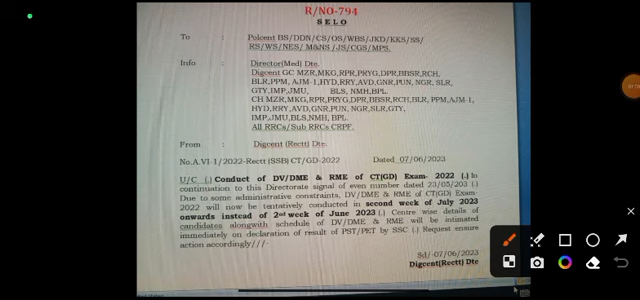 R/NO-794
SELO
To : Polcent BS/DDN/CS/OS/WBS/JKD/KKS/SS/
RS/WS/NES/ M&NS /JS/CGS/MPS.
Info : Director(Med) Dte.
Digcent GC MZR,MKG,RPR,PRYG,DPR,BBSR,RCH,
BLR,PPM, AJM-1,HYD,RRY,AVD,GNR,PUN, NGR, SLR,
GTY,IMP,JMU, BLS, NMH,BPL.
CH MZR,MKG,RPR,PRYG,DPR,BBSR,RCH,BLR, PPM,AJM-1,
HYD, RRY,AVD,GNR,PUN, NGR,SLR,GTY,
IMP,JMU,BLS,NMH, BPL.
All RRCs/Sub RRCs CRPF.
From : Digcent (Rectt) Dte.
No.A.VI-1/2022-Rectt (SSB) CT/GD-2022 Dated 07/06/2023
U/C (.) Conduct of DV/DME & RME of CT(GD) Exam- 2022 (.) In
continuation to this Directorate signal of even number dated 23/05/203 (.)
Due to some administrative constraints, DV/DME & RME of CT(GD) Exam
2022 will now be tentatively conducted in second week of July 2023
onwards instead of 2nd week of June 2023 (.) Centre wise details of
candidates alongwith schedule of DV/DME & RME will be intimated
immediately on declaration of result of PST/PET by SSC (.) Request ensure
action accordingly///-
Sd/-07/06/2023
Digcent(Rectt) Dte